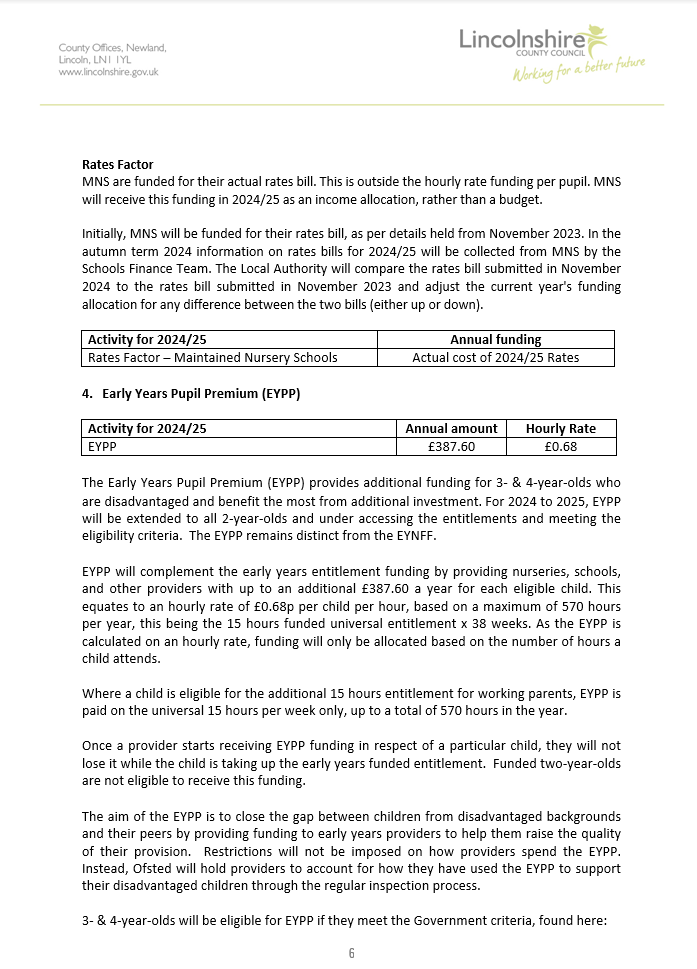 County Offices, Newland,
Lincoln, LN1 1YL
www.lincolnshire.gov.uk
Lincolnshire
COUNTY COUNCIL
Working for a better future
Rates Factor
MNS are funded for their actual rates bill. This is outside the hourly rate funding per pupil. MNS
will receive this funding in 2024/25 as an income allocation, rather than a budget.
Initially, MNS will be funded for their rates bill, as per details held from November 2023. In the
autumn term 2024 information on rates bills for 2024/25 will be collected from MNS by the
Schools Finance Team. The Local Authority will compare the rates bill submitted in November
2024 to the rates bill submitted in November 2023 and adjust the current year's funding
allocation for any difference between the two bills (either up or down).
Activity for 2024/25 Annual funding
Rates Factor – Maintained Nursery Schools Actual cost of 2024/25 Rates
4. Early Years Pupil Premium (EYPP)
Activity for 2024/25 Annual amount Hourly Rate
EYPP £387.60 £0.68
The Early Years Pupil Premium (EYPP) provides additional funding for 3- & 4-year-olds who
are disadvantaged and benefit the most from additional investment. For 2024 to 2025, EYPP
will be extended to all 2-year-olds and under accessing the entitlements and meeting the
eligibility criteria. The EYPP remains distinct from the EYNFF.
EYPP will complement the early years entitlement funding by providing nurseries, schools,
and other providers with up to an additional £387.60 a year for each eligible child. This
equates to an hourly rate of £0.68p per child per hour, based on a maximum of 570 hours
per year, this being the 15 hours funded universal entitlement x 38 weeks. As the EYPP is
calculated on an hourly rate, funding will only be allocated based on the number of hours a
child attends.
Where a child is eligible for the additional 15 hours entitlement for working parents, EYPP is
paid on the universal 15 hours per week only, up to a total of 570 hours in the year.
Once a provider starts receiving EYPP funding in respect of a particular child, they will not
lose it while the child is taking up the early years funded entitlement. Funded two-year-olds
are not eligible to receive this funding.
The aim of the EYPP is to close the gap between children from disadvantaged backgrounds
and their peers by providing funding to early years providers to help them raise the quality
of their provision. Restrictions will not be imposed on how providers spend the EYPP.
Instead, Ofsted will hold providers to account for how they have used the EYPP to support
their disadvantaged children through the regular inspection process.
3- & 4-year-olds will be eligible for EYPP if they meet the Government criteria, found here:
6